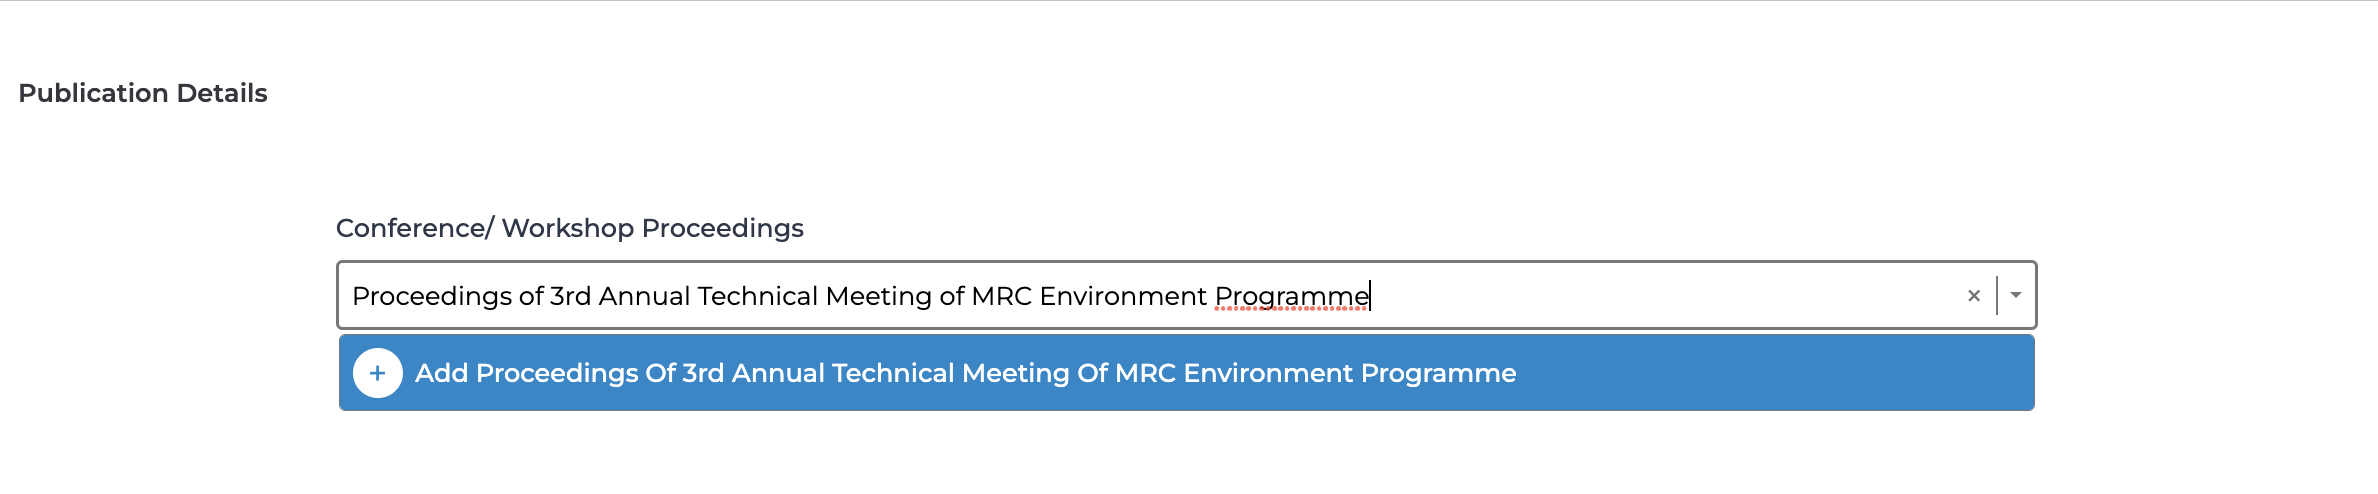 Publication Details
Conference/ Workshop Proceedings
Proceedings of 3rd Annual Technical Meeting of MRC Environment Programme
Add Proceedings Of 3rd Annual Technical Meeting Of MRC Environment Programme